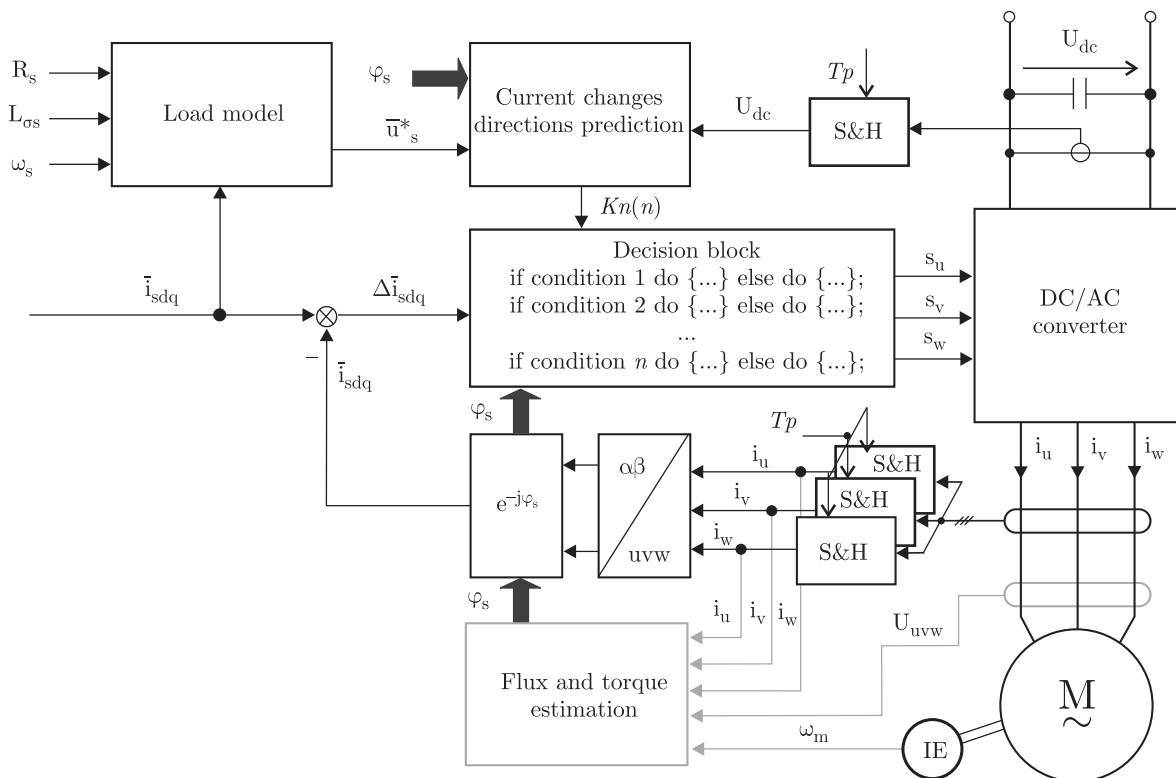 R_s
L_σs
ω_s
Load model
φ_s
ū*_s
Current changes
directions prediction
U_dc
Tp
S&H
U_dc
Kn(n)
Decision block
if condition 1 do {...} else do {...};
if condition 2 do {...} else do {...};
...
if condition n do {...} else do {...};
s_u
s_v
s_w
DC/AC
converter
ī_sdq
Δī_sdq
−
ī_sdq
φ_s
e^−jφ_s
αβ
uvw
i_u
i_v
i_w
Tp
S&H
S&H
S&H
i_u
i_v
i_w
φ_s
i_u
i_v
i_w
U_uvw
Flux and torque
estimation
ω_m
IE
M
~